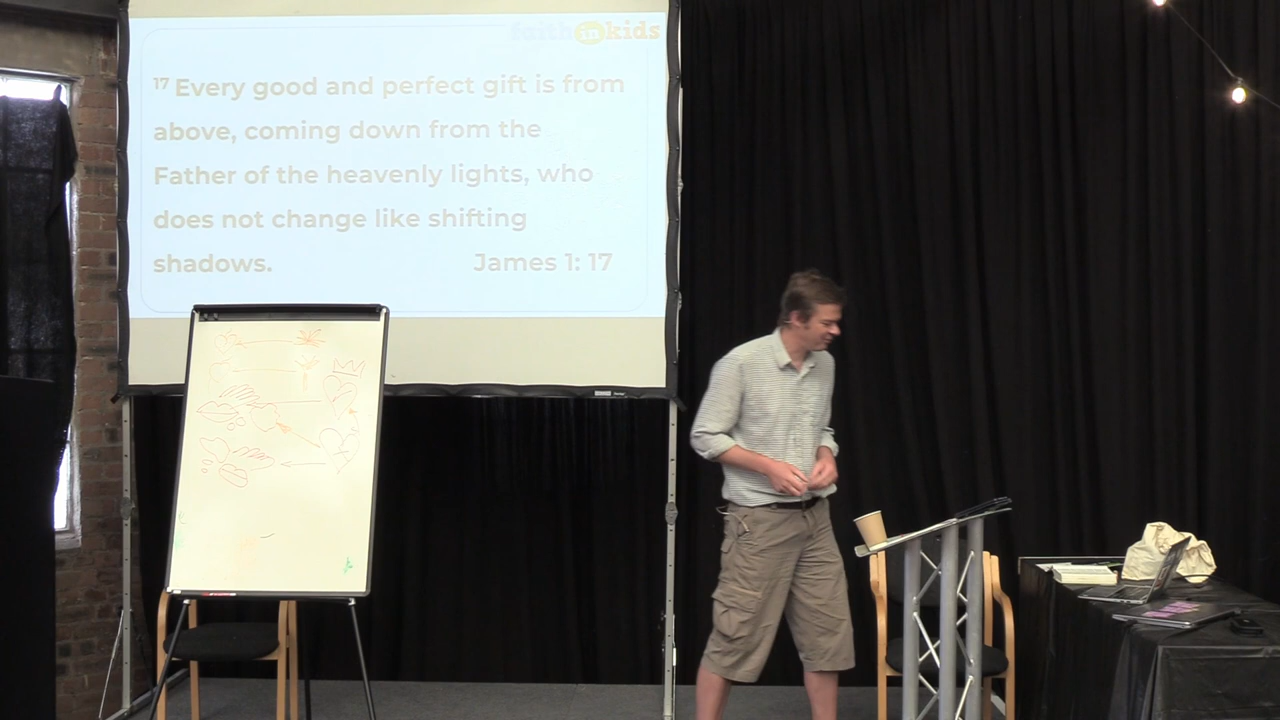 faith in kids
17 Every good and perfect gift is from
above, coming down from the
Father of the heavenly lights, who
does not change like shifting
shadows. James 1: 17